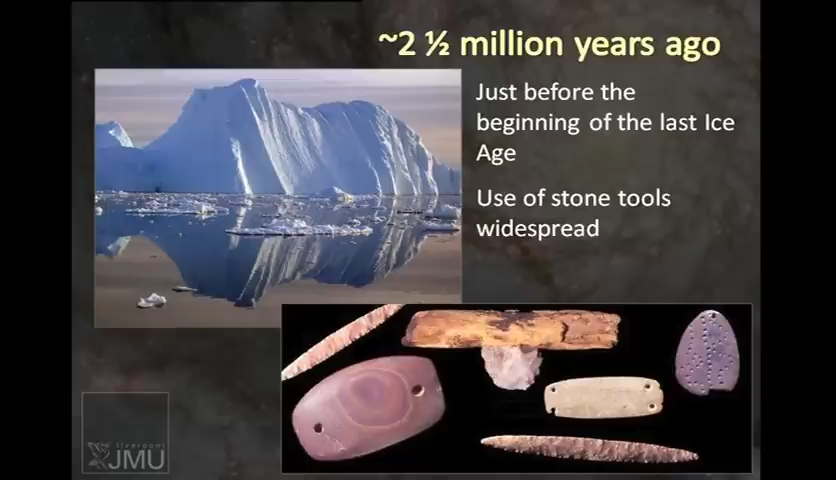 ~2 ½ million years ago
Just before the
beginning of the last Ice
Age
Use of stone tools
widespread
Liverpool
JMU